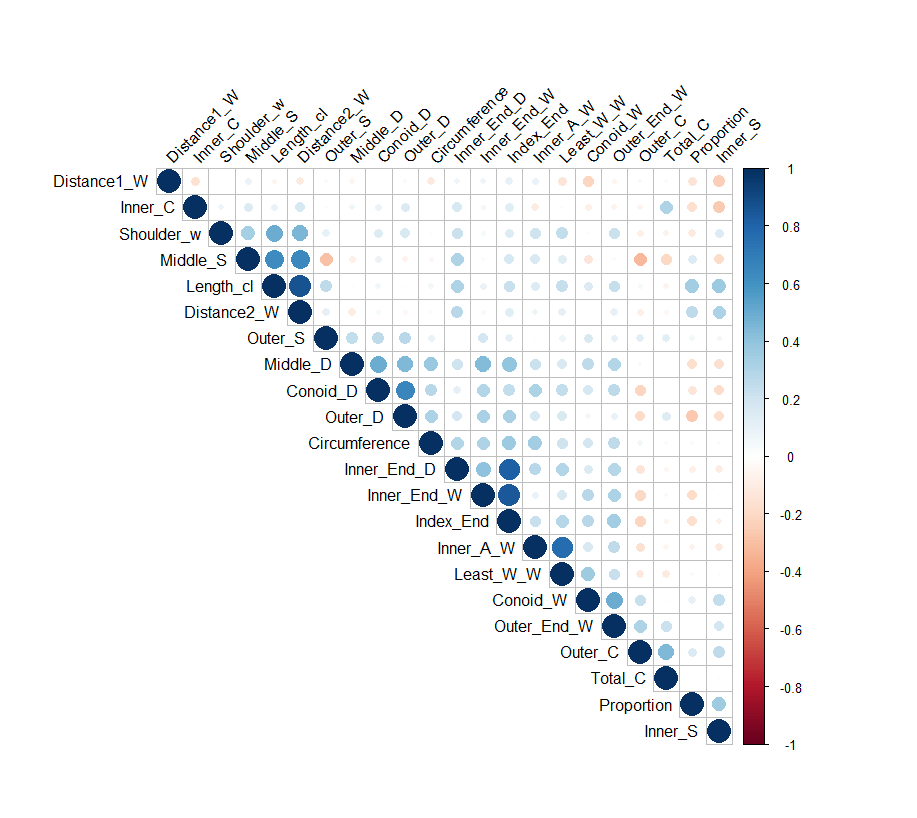 Distance1_W
Inner_C
Shoulder_w
Middle_S
Length_cl
Distance2_W
Outer_S
Middle_D
Conoid_D
Outer_D
Circumference
Inner_End_D
Inner_End_W
Index_End
Inner_A_W
Least_W_W
Conoid_W
Outer_End_W
Outer_C
Total_C
Proportion
Inner_S
Distance1_W
Inner_C
Shoulder_w
Middle_S
Length_cl
Distance2_W
Outer_S
Middle_D
Conoid_D
Outer_D
Circumference
Inner_End_D
Inner_End_W
Index_End
Inner_A_W
Least_W_W
Conoid_W
Outer_End_W
Outer_C
Total_C
Proportion
Inner_S
1
0.8
0.6
0.4
0.2
0
-0.2
-0.4
-0.6
-0.8
-1